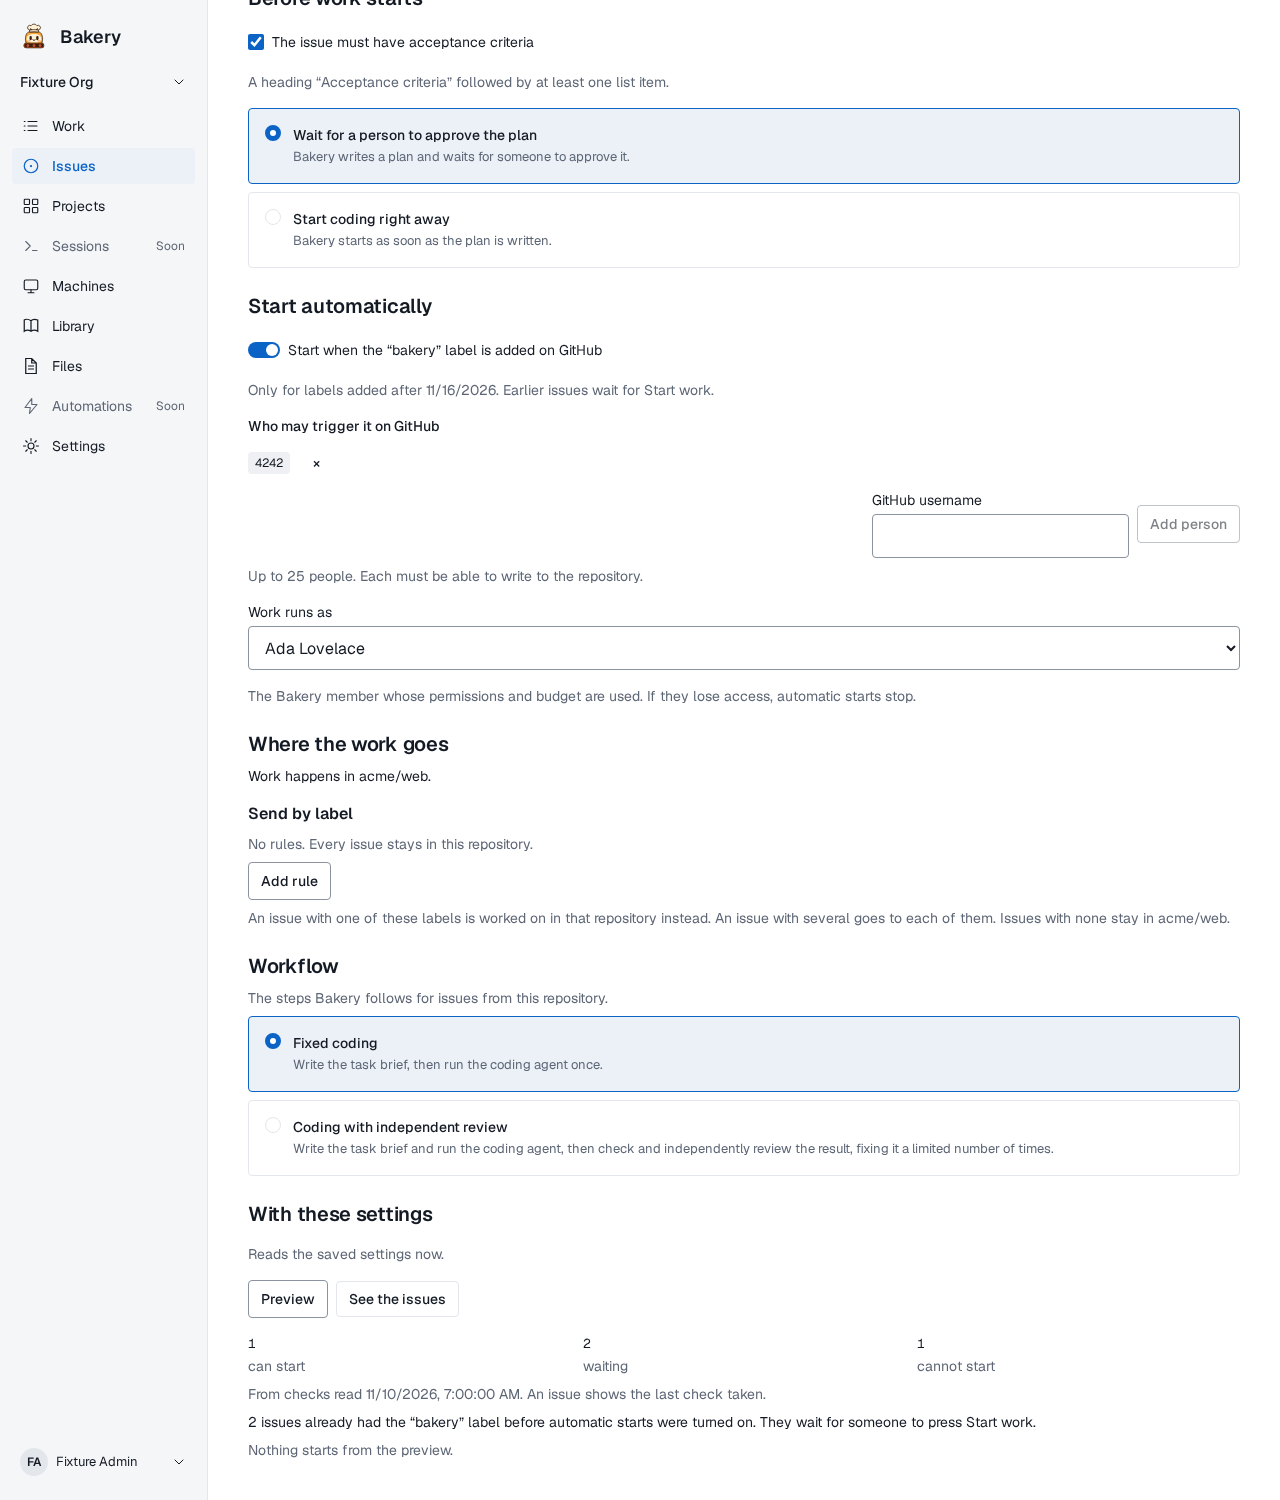 Before work starts
Bakery
The issue must have acceptance criteria
Fixture Org
A heading “Acceptance criteria” followed by at least one list item.
Work
Issues
Projects
Sessions Soon
Machines
Library
Files
Automations Soon
Settings
Wait for a person to approve the plan
Bakery writes a plan and waits for someone to approve it.
Start coding right away
Bakery starts as soon as the plan is written.
Start automatically
Start when the “bakery” label is added on GitHub
Only for labels added after 11/16/2026. Earlier issues wait for Start work.
Who may trigger it on GitHub
4242 ×
GitHub username
Add person
Up to 25 people. Each must be able to write to the repository.
Work runs as
Ada Lovelace
The Bakery member whose permissions and budget are used. If they lose access, automatic starts stop.
Where the work goes
Work happens in acme/web.
Send by label
No rules. Every issue stays in this repository.
Add rule
An issue with one of these labels is worked on in that repository instead. An issue with several goes to each of them. Issues with none stay in acme/web.
Workflow
The steps Bakery follows for issues from this repository.
Fixed coding
Write the task brief, then run the coding agent once.
Coding with independent review
Write the task brief and run the coding agent, then check and independently review the result, fixing it a limited number of times.
With these settings
Reads the saved settings now.
Preview See the issues
1 2 1
can start waiting cannot start
From checks read 11/10/2026, 7:00:00 AM. An issue shows the last check taken.
2 issues already had the “bakery” label before automatic starts were turned on. They wait for someone to press Start work.
Nothing starts from the preview.
FA Fixture Admin